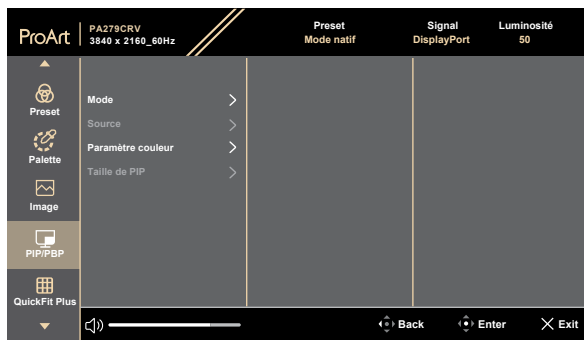 ProArt
PA279CRV
3840 x 2160_60Hz
Preset
Mode natif
Signal
DisplayPort
Luminosité
50
Preset
Palette
Image
PIP/PBP
QuickFit Plus
Mode
Source
Paramètre couleur
Taille de PIP
Back
Enter
Exit